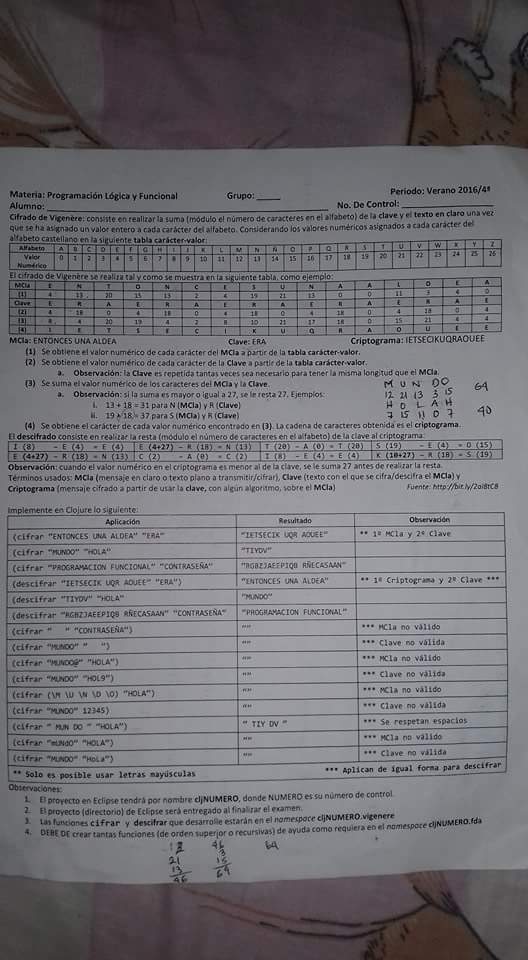 Materia: Programación Lógica y Funcional Grupo: Periodo: Verano 2016/4ª
Alumno: No. De Control:
Cifrado de Vigenère: consiste en realizar la suma (módulo el número de caracteres en el alfabeto) de la clave y el texto en claro una vez
que se ha asignado un valor entero a cada carácter del alfabeto. Considerando los valores numéricos asignados a cada carácter del
alfabeto castellano en la siguiente tabla carácter-valor:
Alfabeto A B C D E F G H I J K L M N Ñ O P Q R S T U V W X Y Z
Valor Numérico 0 1 2 3 4 5 6 7 8 9 10 11 12 13 14 15 16 17 18 19 20 21 22 23 24 25 26
El cifrado de Vigenère se realiza tal y como se muestra en la siguiente tabla, como ejemplo:
MCla E N T O N C E S U N A A L D E A
(1) 4 13 20 15 13 2 4 19 21 13 0 0 11 3 4 0
Clave E R A E R A E R A E R A E R A E
(2) 4 18 0 4 18 0 4 18 0 4 18 0 4 18 0 4
(3) 8 4 20 19 4 2 8 10 21 17 18 0 15 21 4 4
(4) I E T S E C I K U Q R A O U E E
MCla: ENTONCES UNA ALDEA Clave: ERA Criptograma: IETSECIKUQRAOUEE
(1) Se obtiene el valor numérico de cada carácter del MCla a partir de la tabla carácter-valor.
(2) Se obtiene el valor numérico de cada carácter de la Clave a partir de la tabla carácter-valor.
a. Observación: la Clave es repetida tantas veces sea necesario para tener la misma longitud que el MCla.
(3) Se suma el valor numérico de los caracteres del MCla y la Clave.
a. Observación: si la suma es mayor o igual a 27, se le resta 27. Ejemplos:
i. 13 + 18 = 31 para N (MCla) y R (Clave)
ii. 19 + 18 = 37 para S (MCla) y R (Clave)
M U N D O
12 21 13 3 15 64
H O L A H
7 15 11 0 7 40
(4) Se obtiene el carácter de cada valor numérico encontrado en (3). La cadena de caracteres obtenida es el criptograma.
El descifrado consiste en realizar la resta (módulo el número de caracteres en el alfabeto) de la clave al criptograma:
I (8) - E (4) = E (4) E (4+27) - R (18) = N (13) T (20) - A (0) = T (20) S (19) - E (4) = O (15)
E (4+27) - R (18) = N (13) C (2) - A (0) = C (2) I (8) - E (4) = E (4) K (10+27) - R (18) = S (19)
Observación: cuando el valor numérico en el criptograma es menor al de la clave, se le suma 27 antes de realizar la resta.
Términos usados: MCla (mensaje en claro o texto plano a transmitir/cifrar), Clave (texto con el que se cifra/descifra el MCla) y
Criptograma (mensaje cifrado a partir de usar la clave, con algún algoritmo, sobre el MCla) Fuente: http://bit.ly/2aiBtC8
Implemente en Clojure lo siguiente:
Aplicación Resultado Observación
(cifrar "ENTONCES UNA ALDEA" "ERA") "IETSECIK UQR AOUEE" ** 1º MCla y 2º Clave
(cifrar "MUNDO" "HOLA") "TIYDV"
(cifrar "PROGRAMACION FUNCIONAL" "CONTRASEÑA") "RGBZJAEEPIQB RÑECASAAN"
(descifrar "IETSECIK UQR AOUEE" "ERA") "ENTONCES UNA ALDEA" ** 1º Criptograma y 2º Clave ***
(descifrar "TIYDV" "HOLA") "MUNDO"
(descifrar "RGBZJAEEPIQB RÑECASAAN" "CONTRASEÑA") "PROGRAMACION FUNCIONAL"
(cifrar " " "CONTRASEÑA") "" *** MCla no válido
(cifrar "MUNDO" " ") "" *** Clave no válida
(cifrar "MUNDO@" "HOLA") "" *** MCla no válido
(cifrar "MUNDO" "HOL9") "" *** Clave no válida
(cifrar (\M \U \N \D \O) "HOLA") "" *** MCla no válido
(cifrar "MUNDO" 12345) "" *** Clave no válida
(cifrar " MUN DO " "HOLA") " TIY DV " *** Se respetan espacios
(cifrar "mUNdO" "HOLA") "" *** MCla no válido
(cifrar "MUNDO" "HoLa") "" *** Clave no válida
** Solo es posible usar letras mayúsculas *** Aplican de igual forma para descifrar
Observaciones:
1. El proyecto en Eclipse tendrá por nombre cljNUMERO, donde NUMERO es su número de control.
2. El proyecto (directorio) de Eclipse será entregado al finalizar el examen.
3. Las funciones cifrar y descifrar que desarrolle estarán en el namespace cljNUMERO.vigenere
4. DEBE DE crear tantas funciones (de orden superior o recursivas) de ayuda como requiera en el namespace cljNUMERO.fda
12 46 64
21 3
13 15
46 64